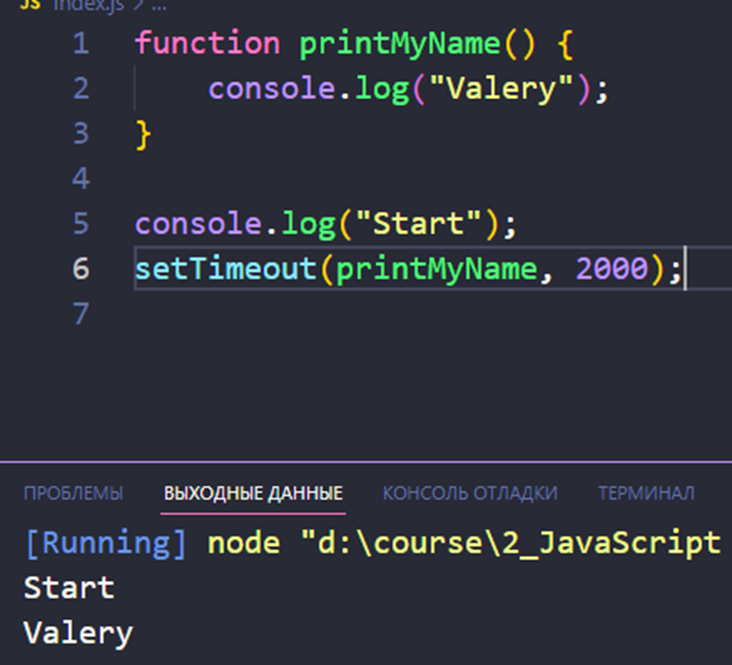 JS index.js > ...
1 function printMyName() {
2     console.log("Valery");
3 }
4
5 console.log("Start");
6 setTimeout(printMyName, 2000);
7
ПРОБЛЕМЫ ВЫХОДНЫЕ ДАННЫЕ КОНСОЛЬ ОТЛАДКИ ТЕРМИНАЛ
[Running] node "d:\course\2_JavaScript
Start
Valery